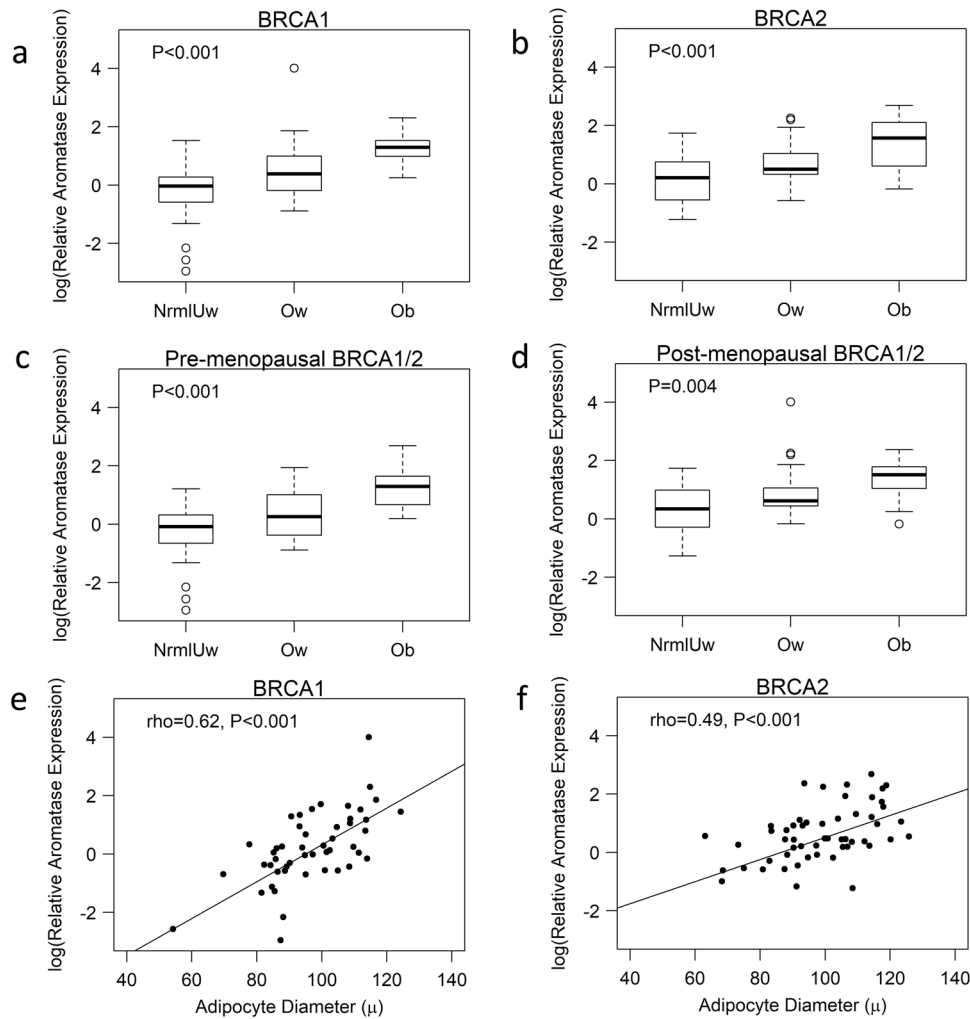 a
BRCA1
log(Relative Aromatase Expression)
P<0.001
4
2
0
-2
NrmlUw
Ow
Ob
b
BRCA2
log(Relative Aromatase Expression)
P<0.001
4
2
0
-2
NrmlUw
Ow
Ob
c
Pre-menopausal BRCA1/2
log(Relative Aromatase Expression)
P<0.001
4
2
0
-2
NrmlUw
Ow
Ob
d
Post-menopausal BRCA1/2
log(Relative Aromatase Expression)
P=0.004
4
2
0
-2
NrmlUw
Ow
Ob
e
BRCA1
log(Relative Aromatase Expression)
rho=0.62, P<0.001
4
2
0
-2
40 60 80 100 120 140
Adipocyte Diameter (μ)
f
BRCA2
log(Relative Aromatase Expression)
rho=0.49, P<0.001
4
2
0
-2
40 60 80 100 120 140
Adipocyte Diameter (μ)